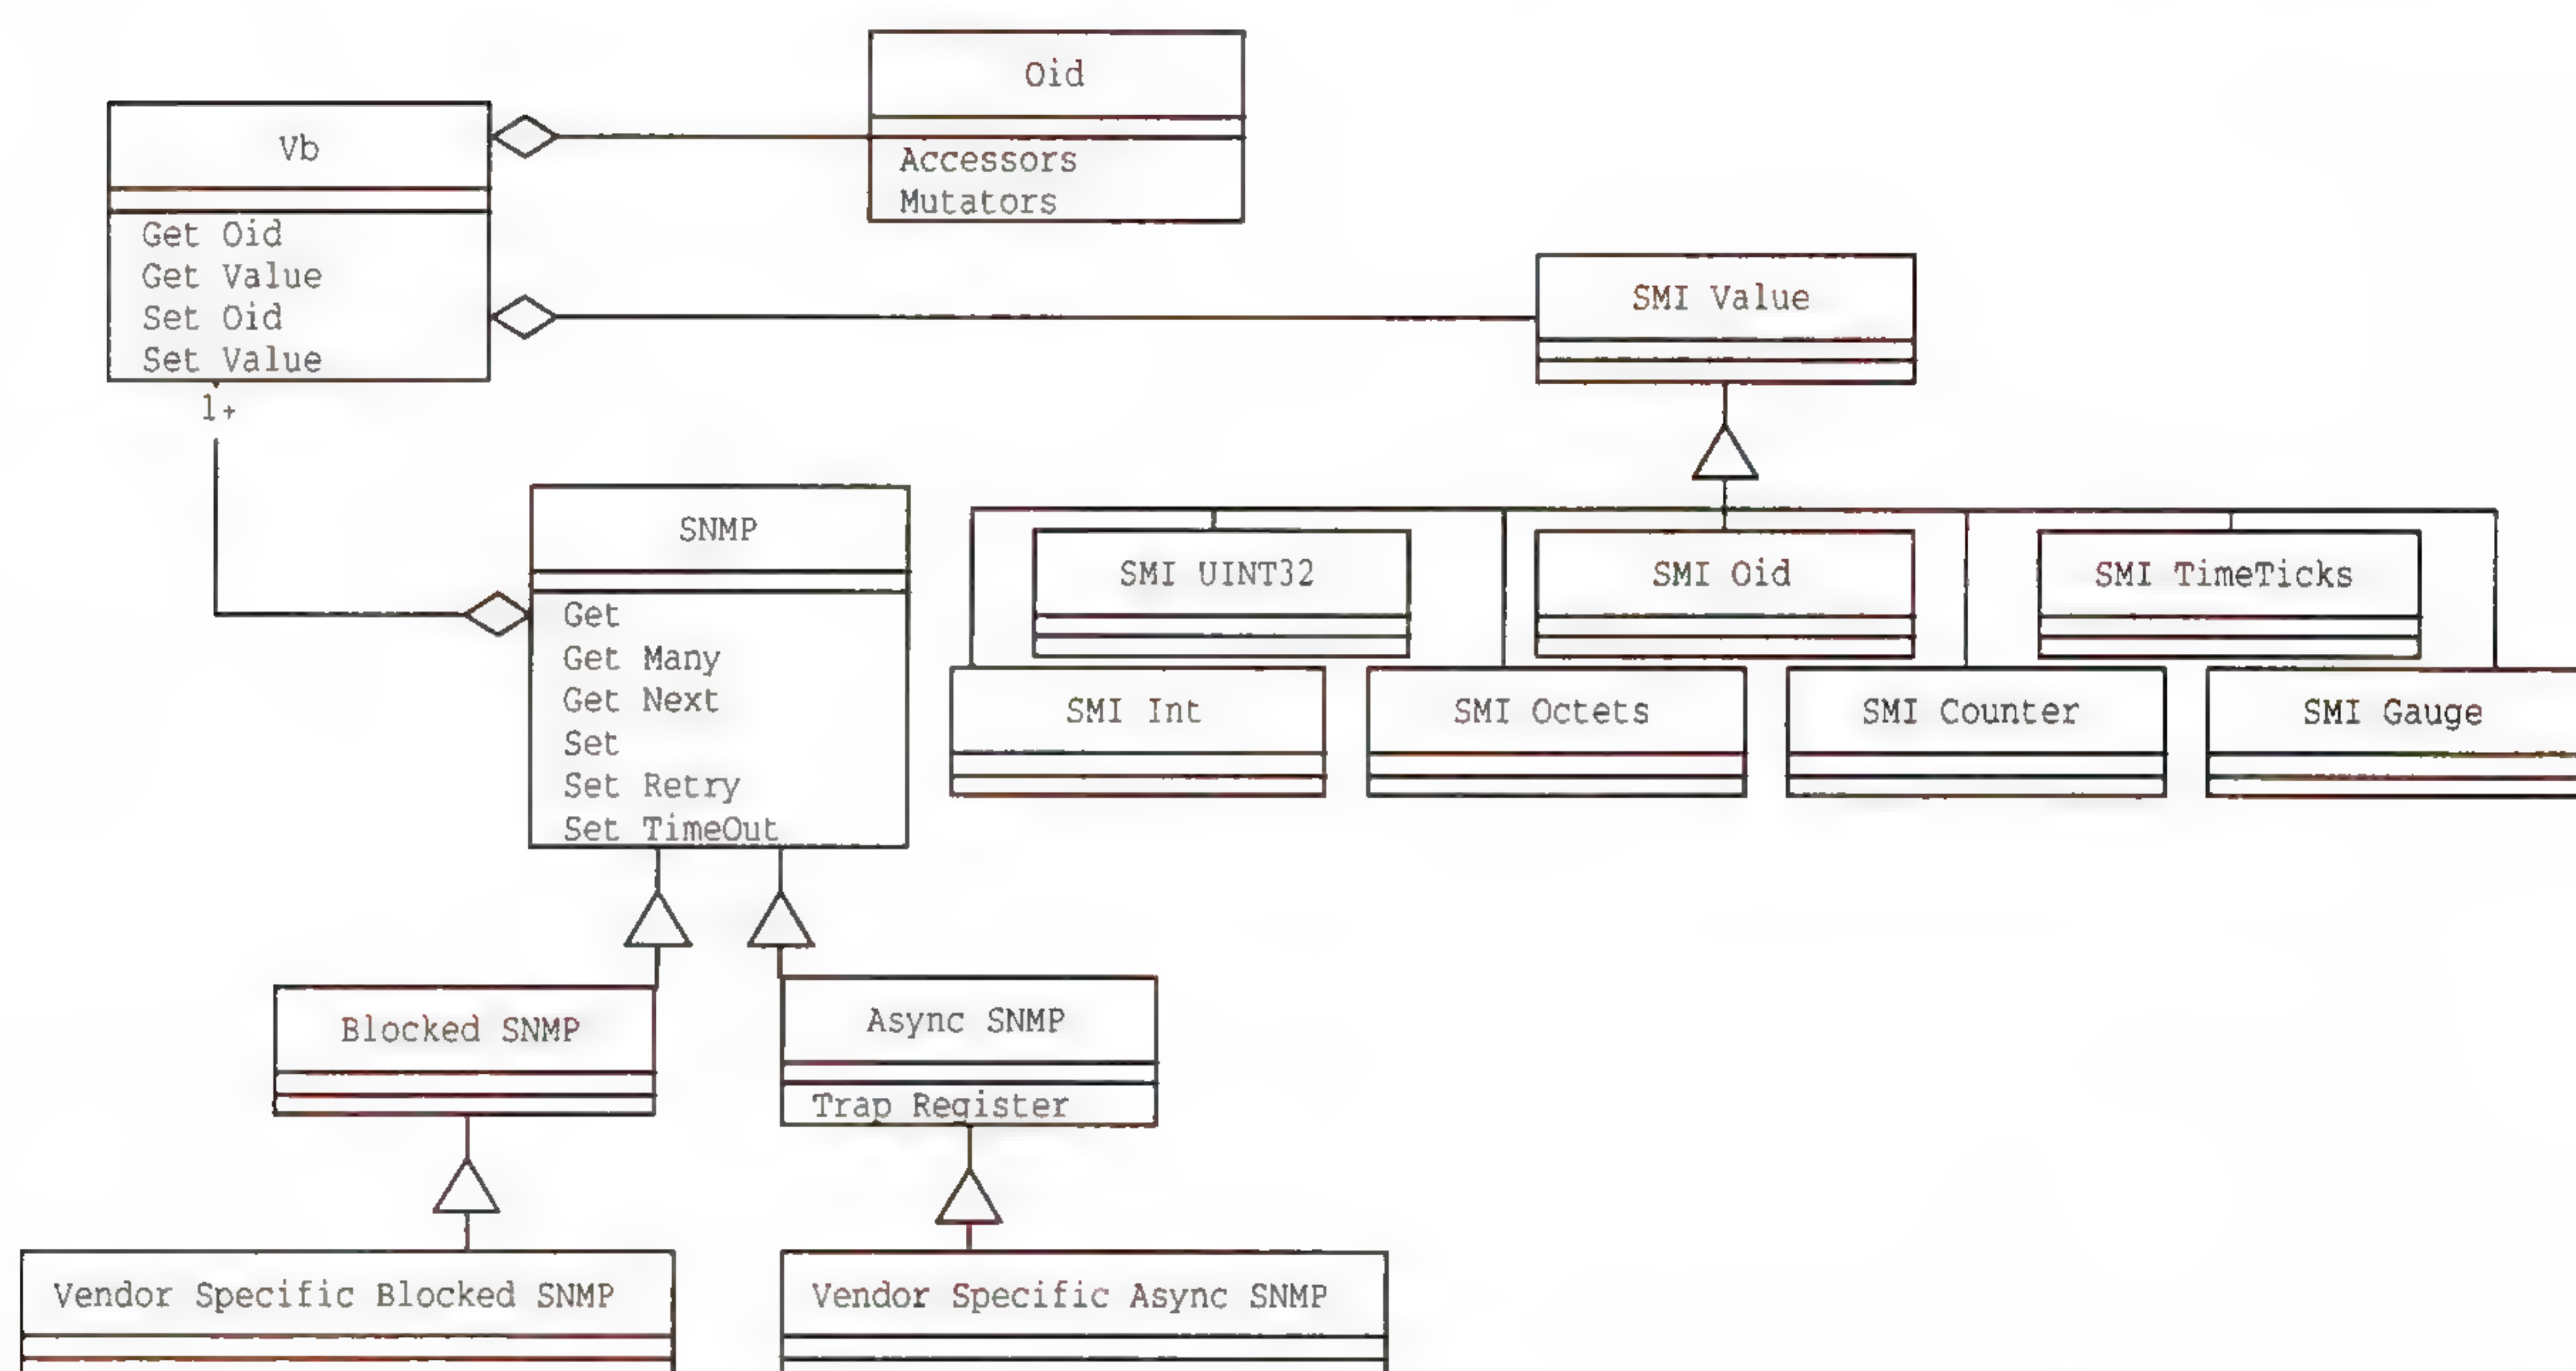 Oid
Accessors
Mutators
Vb
Get Oid
Get Value
Set Oid
Set Value
1+
SMI Value
SNMP
Get
Get Many
Get Next
Set
Set Retry
Set TimeOut
SMI UINT32
SMI Oid
SMI TimeTicks
SMI Int
SMI Octets
SMI Counter
SMI Gauge
Blocked SNMP
Async SNMP
Trap Register
Vendor Specific Blocked SNMP
Vendor Specific Async SNMP